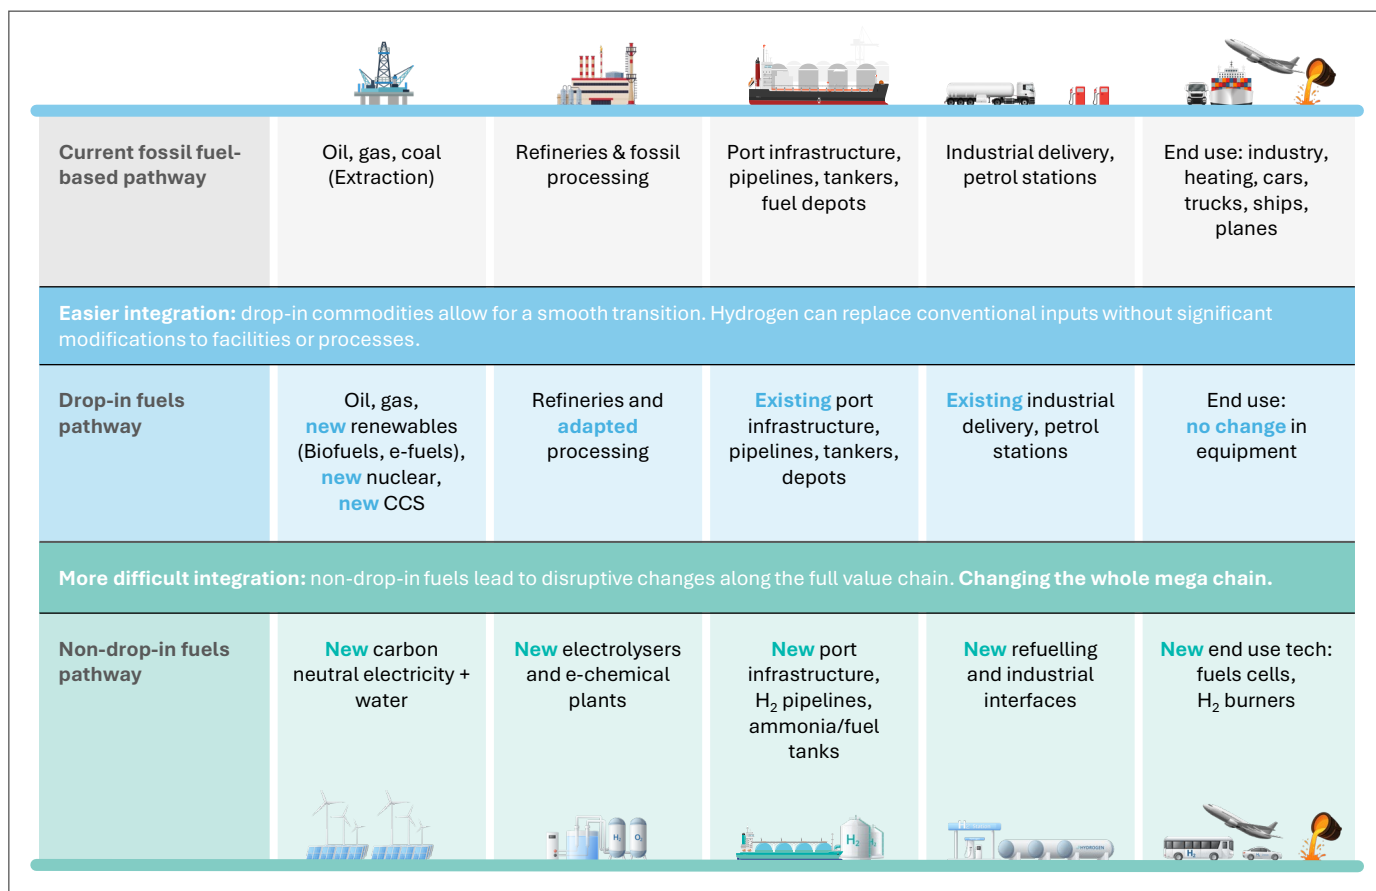 Current fossil fuel-
based pathway
Oil, gas, coal
(Extraction)
Refineries & fossil
processing
Port infrastructure,
pipelines, tankers,
fuel depots
Industrial delivery,
petrol stations
End use: industry,
heating, cars,
trucks, ships,
planes
Easier integration: drop-in commodities allow for a smooth transition. Hydrogen can replace conventional inputs without significant
modifications to facilities or processes.
Drop-in fuels
pathway
Oil, gas,
new renewables
(Biofuels, e-fuels),
new nuclear,
new CCS
Refineries and
adapted
processing
Existing port
infrastructure,
pipelines, tankers,
depots
Existing industrial
delivery, petrol
stations
End use:
no change in
equipment
More difficult integration: non-drop-in fuels lead to disruptive changes along the full value chain. Changing the whole mega chain.
Non-drop-in fuels
pathway
New carbon
neutral electricity +
water
New electrolysers
and e-chemical
plants
New port
infrastructure,
H₂ pipelines,
ammonia/fuel
tanks
New refuelling
and industrial
interfaces
New end use tech:
fuels cells,
H₂ burners
H₂
O₂
H₂
H₂
H
HYDROGEN
H₂